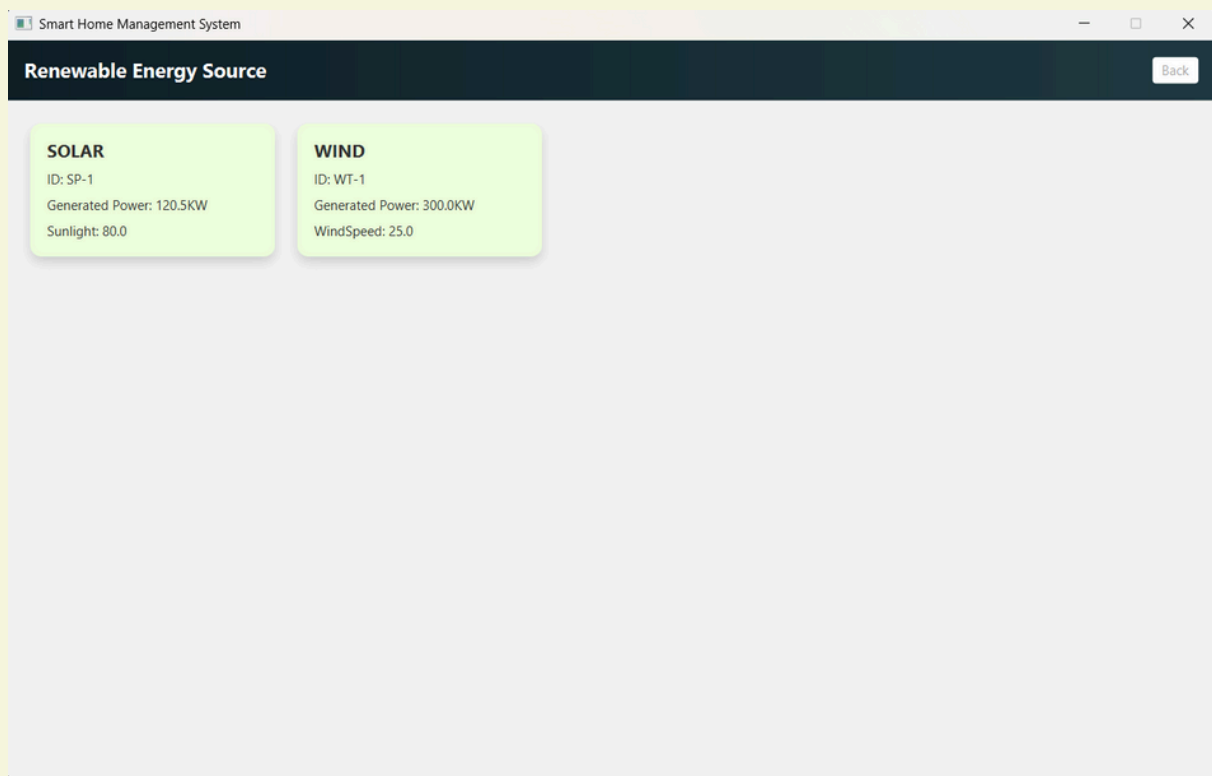 Smart Home Management System
Renewable Energy Source
Back
SOLAR
ID: SP-1
Generated Power: 120.5KW
Sunlight: 80.0
WIND
ID: WT-1
Generated Power: 300.0KW
WindSpeed: 25.0